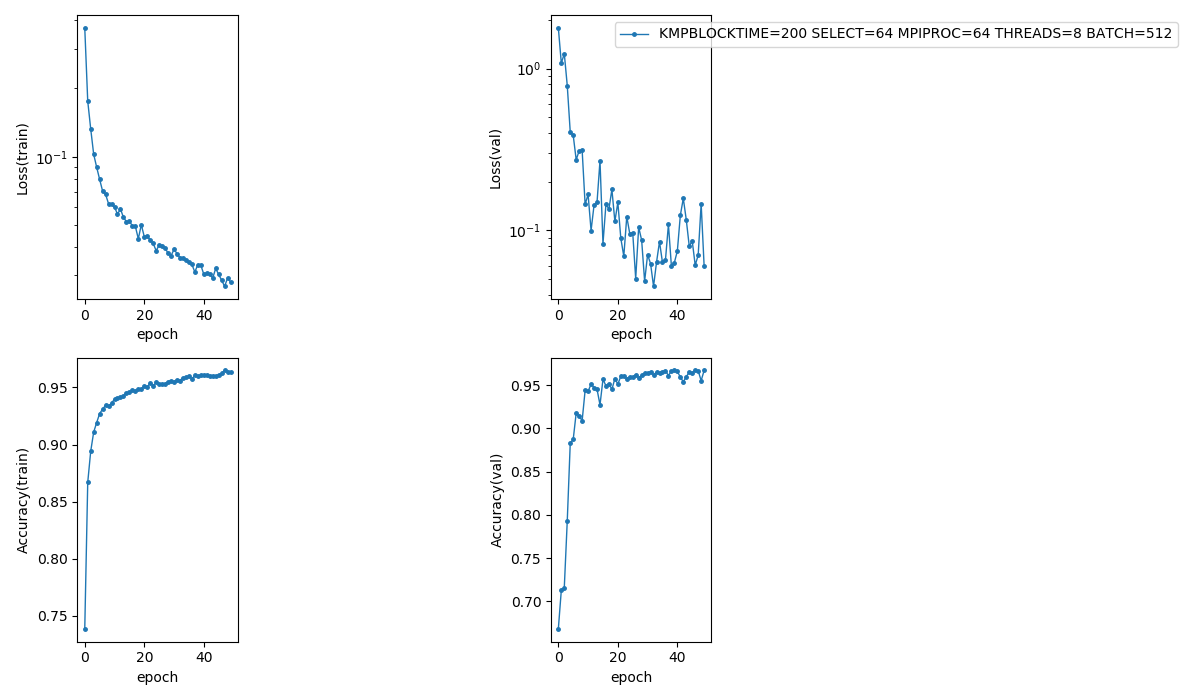 KMPBLOCKTIME=200 SELECT=64 MPIPROC=64 THREADS=8 BATCH=512
Loss(train)
10⁻¹
0 20 40
epoch
Loss(val)
10⁰
10⁻¹
0 20 40
epoch
Accuracy(train)
0.95
0.90
0.85
0.80
0.75
0 20 40
epoch
Accuracy(val)
0.95
0.90
0.85
0.80
0.75
0.70
0 20 40
epoch